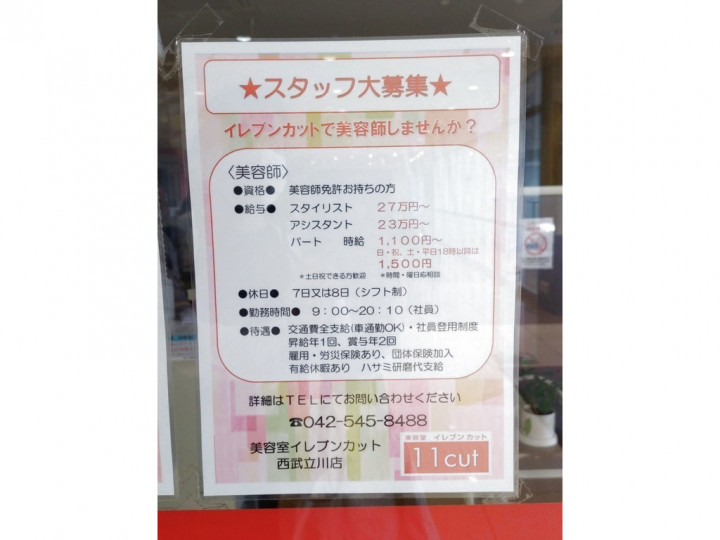 ★スタッフ大募集★
イレブンカットで美容師しませんか？
〈美容師〉
●資格● 美容師免許お持ちの方
●給与● スタイリスト 27万円～
アシスタント 23万円～
パート 時給 1,100円～
日・祝、土・平日18時以降は
1,500円
＊土日祝できる方歓迎 ＊時間・曜日応相談
●休日● 7日又は8日（シフト制）
●勤務時間● 9：00～20：10（社員）
●待遇● 交通費全支給(車通勤OK)・社員登用制度
昇給年1回、賞与年2回
雇用・労災保険あり、団体保険加入
有給休暇あり ハサミ研磨代支給
詳細はTELにてお問い合わせください
☎042-545-8488
美容室イレブンカット
西武立川店
美容室 イレブンカット
11cut